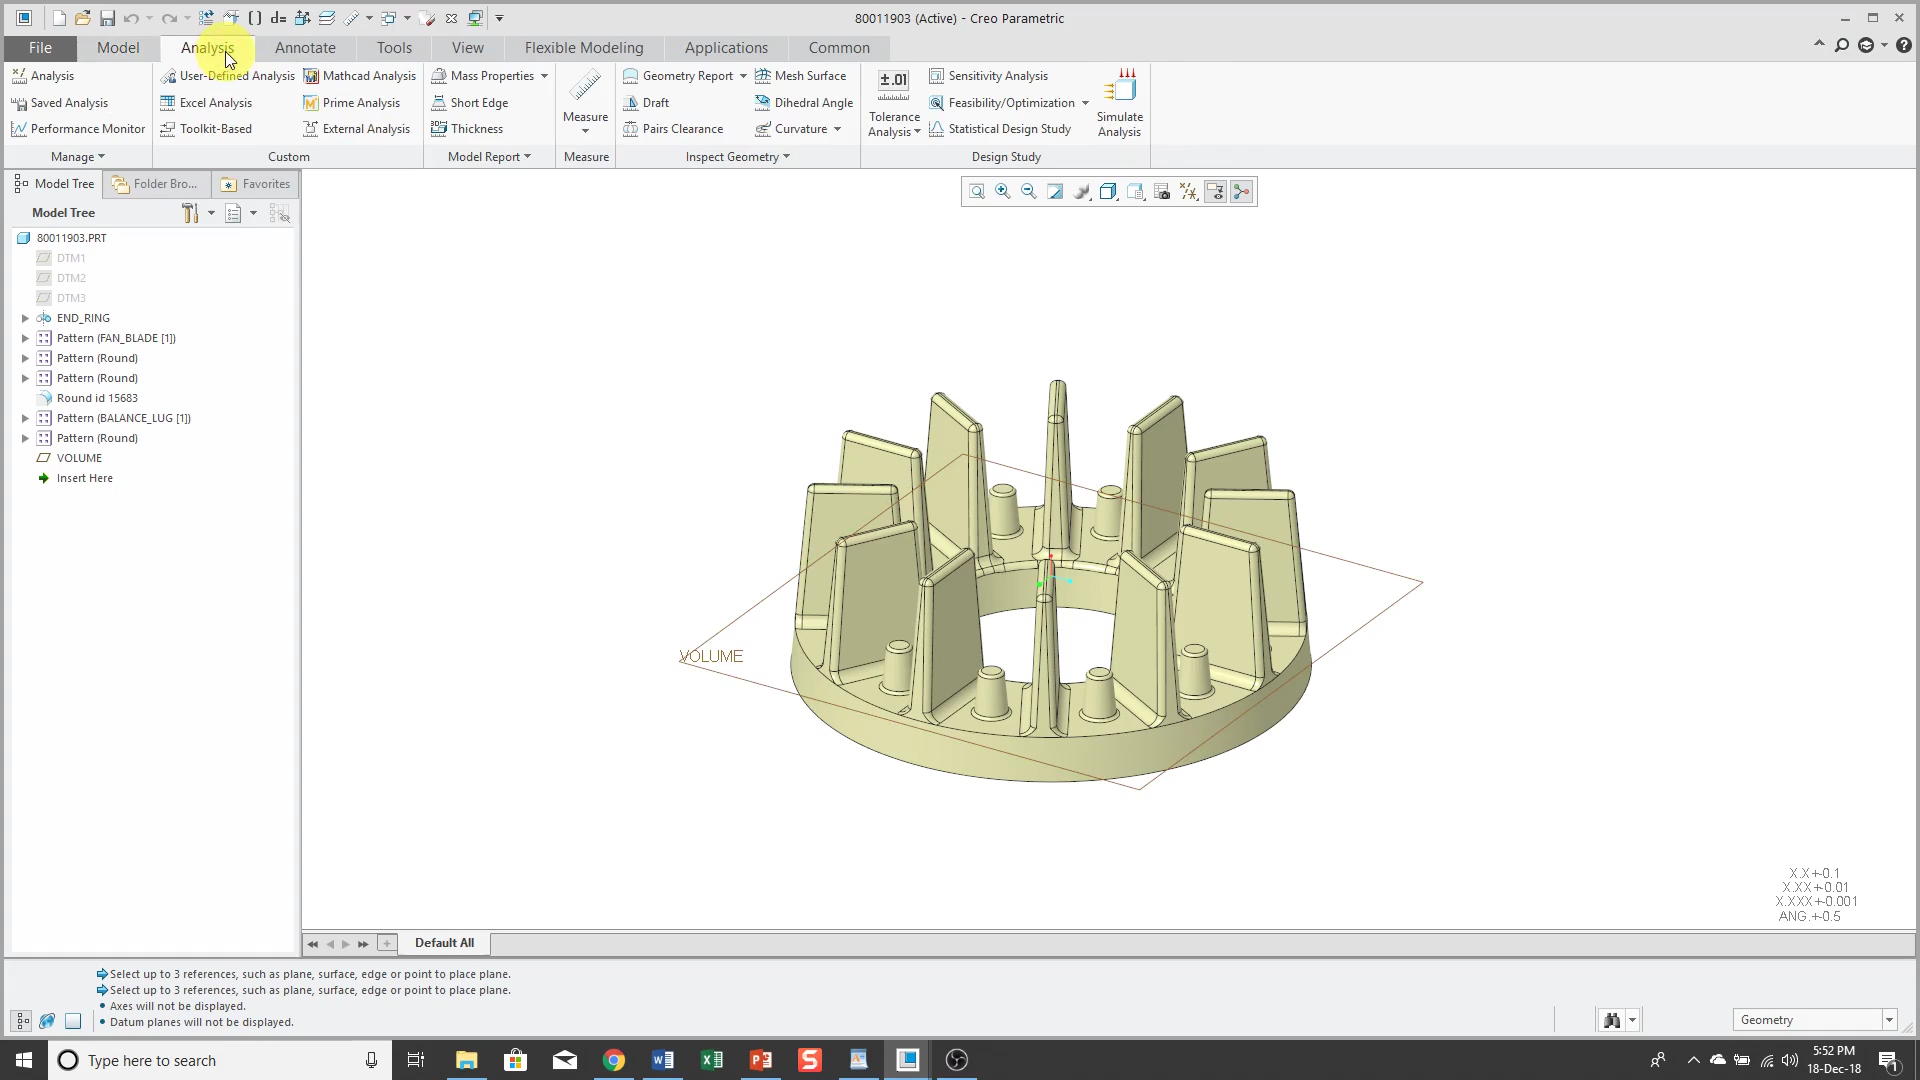 80011903 (Active) - Creo Parametric
File Model Analysis Annotate Tools View Flexible Modeling Applications Common
Analysis
Saved Analysis
Performance Monitor
Manage
User-Defined Analysis
Excel Analysis
Toolkit-Based
Mathcad Analysis
Prime Analysis
External Analysis
Custom
Mass Properties
Short Edge
Thickness
Model Report
Measure
Measure
Geometry Report
Draft
Pairs Clearance
Mesh Surface
Dihedral Angle
Curvature
Inspect Geometry
±.01
Tolerance
Analysis
Sensitivity Analysis
Feasibility/Optimization
Statistical Design Study
Simulate
Analysis
Design Study
Model Tree Folder Bro... Favorites
Model Tree
80011903.PRT
DTM1
DTM2
DTM3
END_RING
Pattern (FAN_BLADE [1])
Pattern (Round)
Pattern (Round)
Round id 15683
Pattern (BALANCE_LUG [1])
Pattern (Round)
VOLUME
Insert Here
VOLUME
X.X+-0.1
X.XX+-0.01
X.XXX+-0.001
ANG.+-0.5
Default All
Select up to 3 references, such as plane, surface, edge or point to place plane.
Select up to 3 references, such as plane, surface, edge or point to place plane.
• Axes will not be displayed.
• Datum planes will not be displayed.
Geometry
Type here to search
5:52 PM
18-Dec-18
1